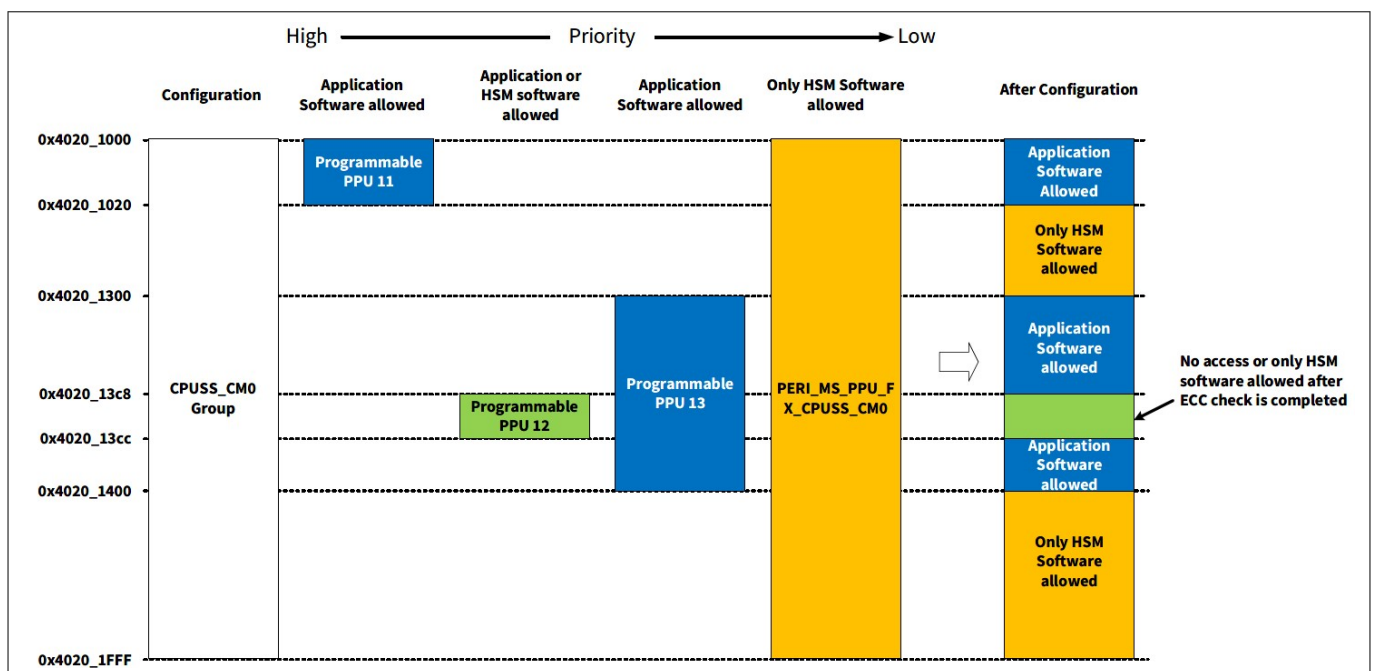 High Priority Low
Configuration
Application
Software allowed
Application or
HSM software
allowed
Application
Software allowed
Only HSM Software
allowed
After Configuration
0x4020_1000
0x4020_1020
0x4020_1300
0x4020_13c8
0x4020_13cc
0x4020_1400
0x4020_1FFF
CPUSS_CM0
Group
Programmable
PPU 11
Programmable
PPU 12
Programmable
PPU 13
PERI_MS_PPU_F
X_CPUSS_CM0
Application
Software
Allowed
Only HSM
Software
allowed
Application
Software
allowed
Application
Software
allowed
Only HSM
Software
allowed
No access or only HSM
software allowed after
ECC check is completed